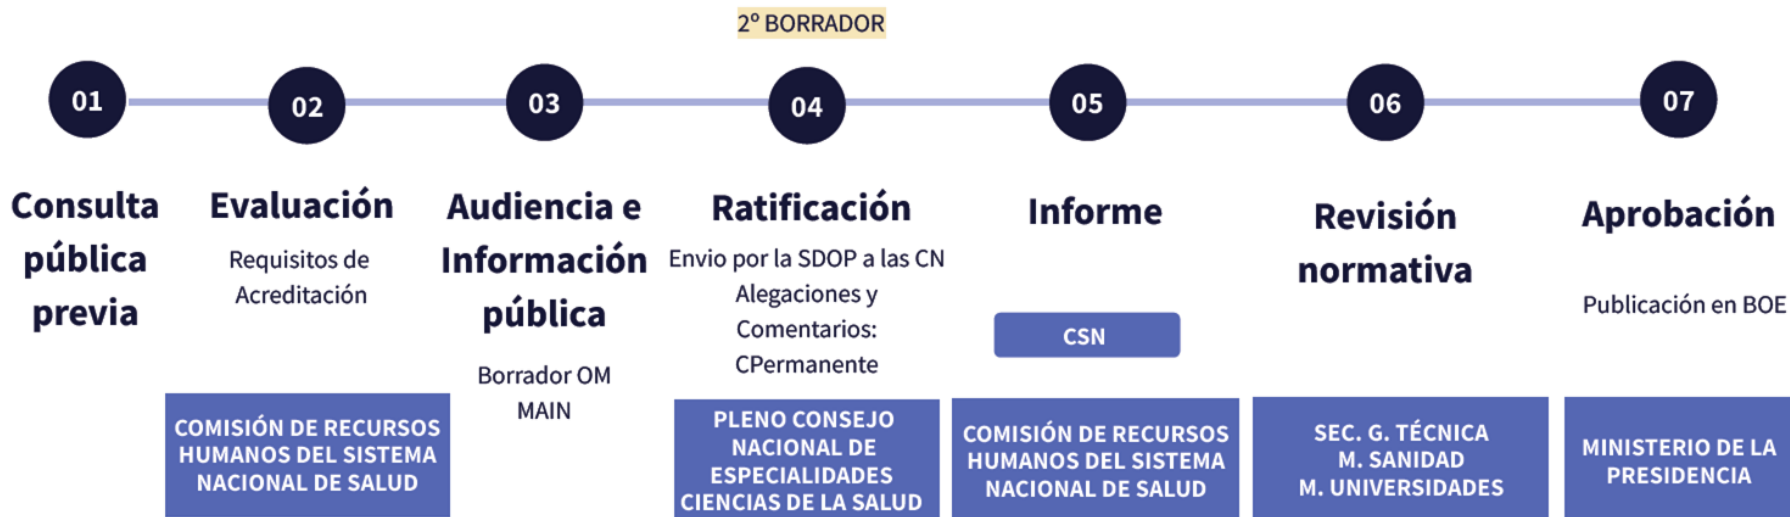 2º BORRADOR
01
02
03
04
05
06
07
Consulta
pública
previa
Evaluación
Requisitos de
Acreditación
COMISIÓN DE RECURSOS
HUMANOS DEL SISTEMA
NACIONAL DE SALUD
Audiencia e
Información
pública
Borrador OM
MAIN
Ratificación
Envio por la SDOP a las CN
Alegaciones y
Comentarios:
CPermanente
PLENO CONSEJO
NACIONAL DE
ESPECIALIDADES
CIENCIAS DE LA SALUD
Informe
CSN
COMISIÓN DE RECURSOS
HUMANOS DEL SISTEMA
NACIONAL DE SALUD
Revisión
normativa
SEC. G. TÉCNICA
M. SANIDAD
M. UNIVERSIDADES
Aprobación
Publicación en BOE
MINISTERIO DE LA
PRESIDENCIA